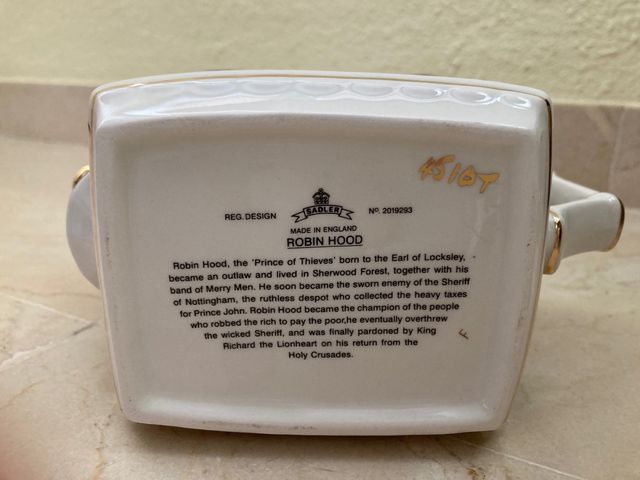 4510T
REG. DESIGN SADLER Nº. 2019293
MADE IN ENGLAND
ROBIN HOOD
Robin Hood, the 'Prince of Thieves' born to the Earl of Locksley,
became an outlaw and lived in Sherwood Forest, together with his
band of Merry Men. He soon became the sworn enemy of the Sheriff
of Nottingham, the ruthless despot who collected the heavy taxes
for Prince John. Robin Hood became the champion of the people
who robbed the rich to pay the poor,he eventually overthrew
the wicked Sheriff, and was finally pardoned by King
Richard the Lionheart on his return from the
Holy Crusades.
F